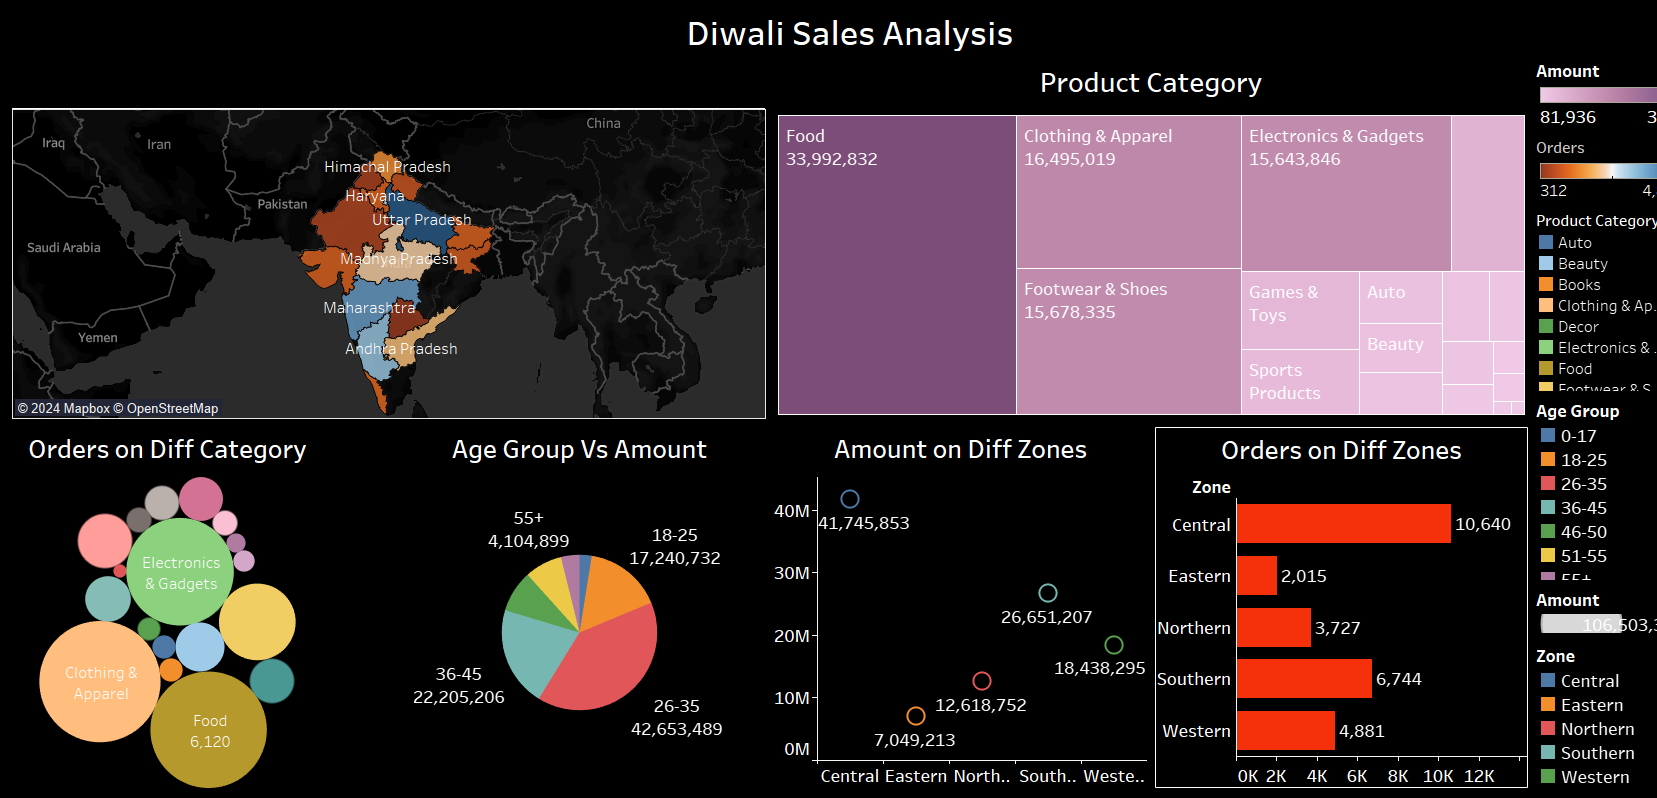 Diwali Sales Analysis
Product Category
Iraq
Iran
China
Pakistan
Saudi Arabia
Yemen
Himachal Pradesh
Haryana
Uttar Pradesh
Madhya Pradesh
Maharashtra
Andhra Pradesh
© 2024 Mapbox © OpenStreetMap
Food
33,992,832
Clothing & Apparel
16,495,019
Electronics & Gadgets
15,643,846
Footwear & Shoes
15,678,335
Games &
Toys
Auto
Beauty
Sports
Products
Amount
81,936
3
Orders
312
4,
Product Category
Auto
Beauty
Books
Clothing & Ap.
Decor
Electronics & .
Food
Footwear & S
Age Group
0-17
18-25
26-35
36-45
46-50
51-55
55+
Amount
106,503,3
Zone
Central
Eastern
Northern
Southern
Western
Orders on Diff Category
Electronics
& Gadgets
Clothing &
Apparel
Food
6,120
Age Group Vs Amount
55+
4,104,899
18-25
17,240,732
36-45
22,205,206
26-35
42,653,489
Amount on Diff Zones
40M
30M
20M
10M
0M
41,745,853
26,651,207
18,438,295
12,618,752
7,049,213
Central Eastern North.. South.. Weste..
Orders on Diff Zones
Zone
Central 10,640
Eastern 2,015
Northern 3,727
Southern 6,744
Western 4,881
0K 2K 4K 6K 8K 10K 12K